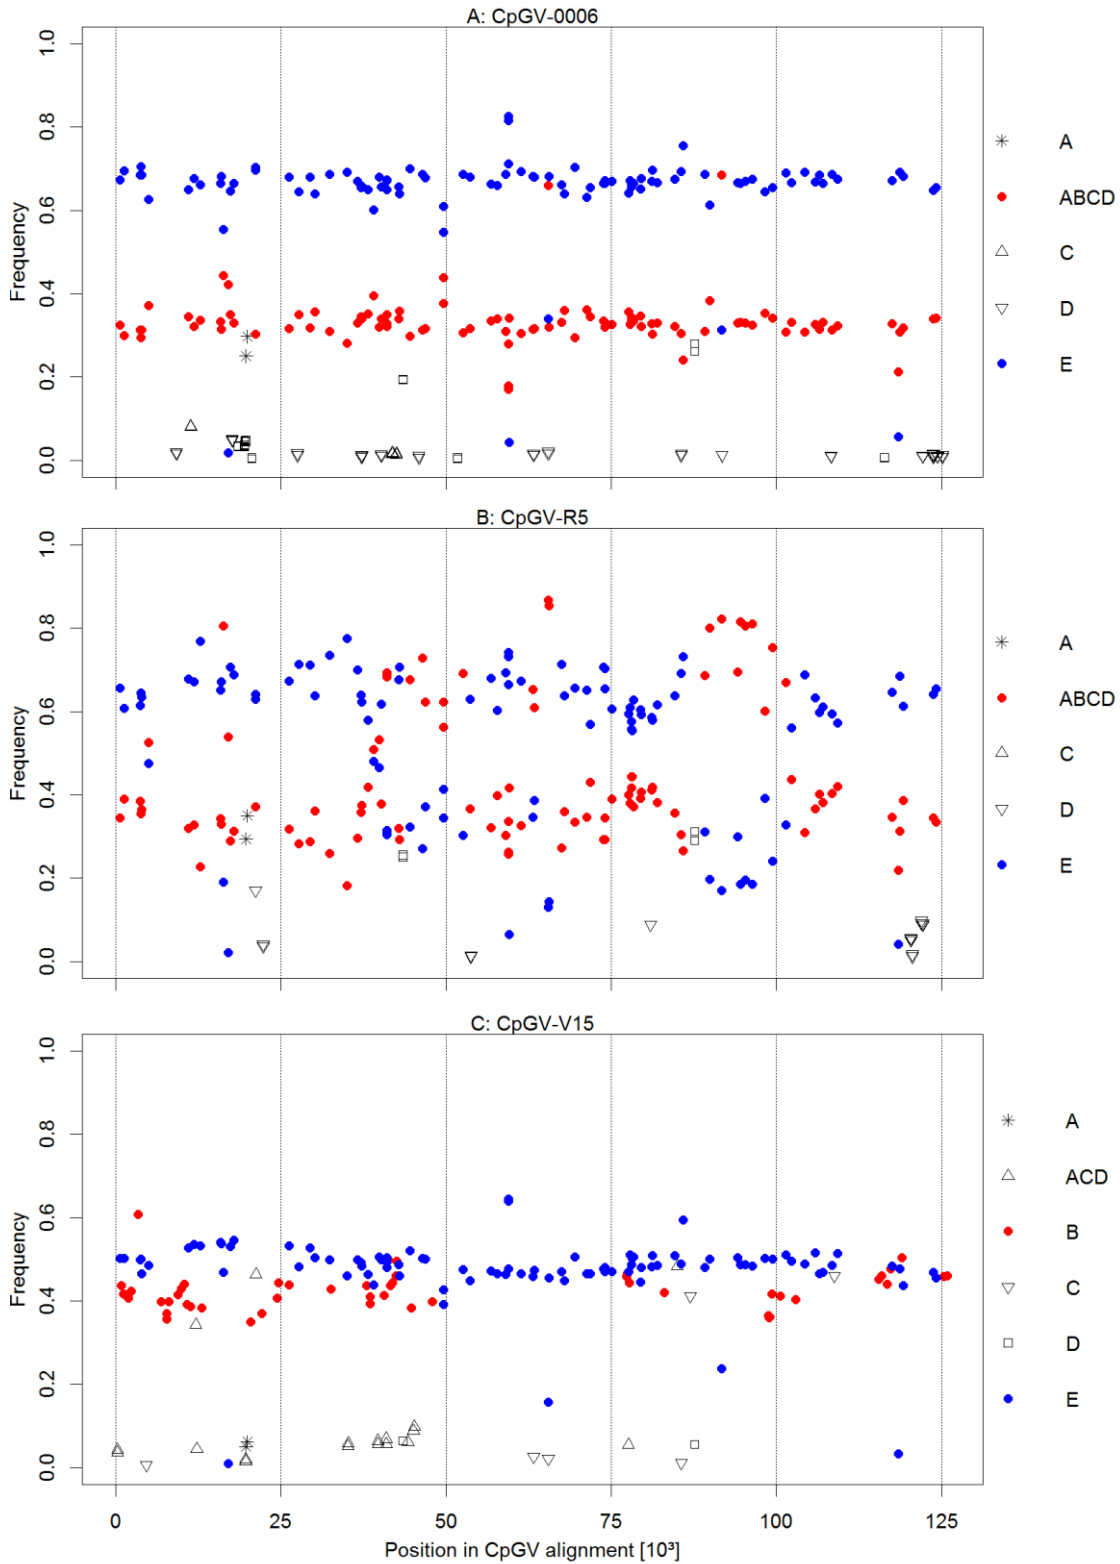 A: CpGV-0006
Frequency
1.0
0.8
0.6
0.4
0.2
0.0
A
ABCD
C
D
E
B: CpGV-R5
Frequency
1.0
0.8
0.6
0.4
0.2
0.0
A
ABCD
C
D
E
C: CpGV-V15
Frequency
1.0
0.8
0.6
0.4
0.2
0.0
A
ACD
B
C
D
E
0 25 50 75 100 125
Position in CpGV alignment [10³]